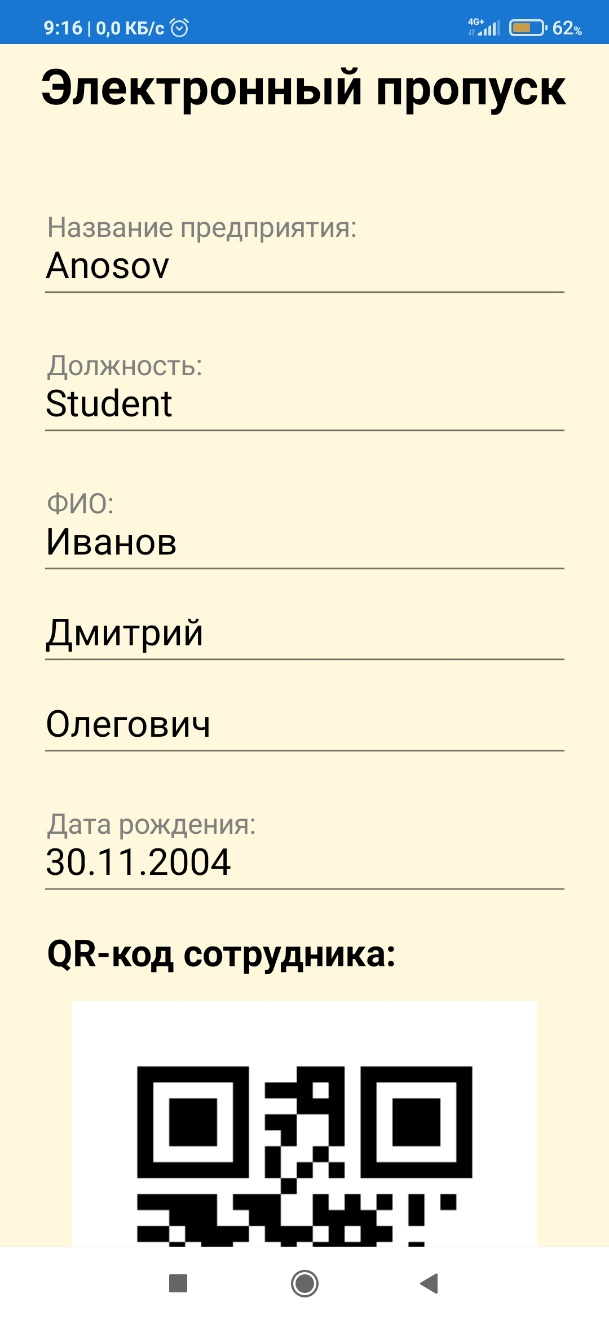 9:16 | 0,0 КБ/с 4G+ 62%
Электронный пропуск
Название предприятия:
Anosov
Должность:
Student
ФИО:
Иванов
Дмитрий
Олегович
Дата рождения:
30.11.2004
QR-код сотрудника: